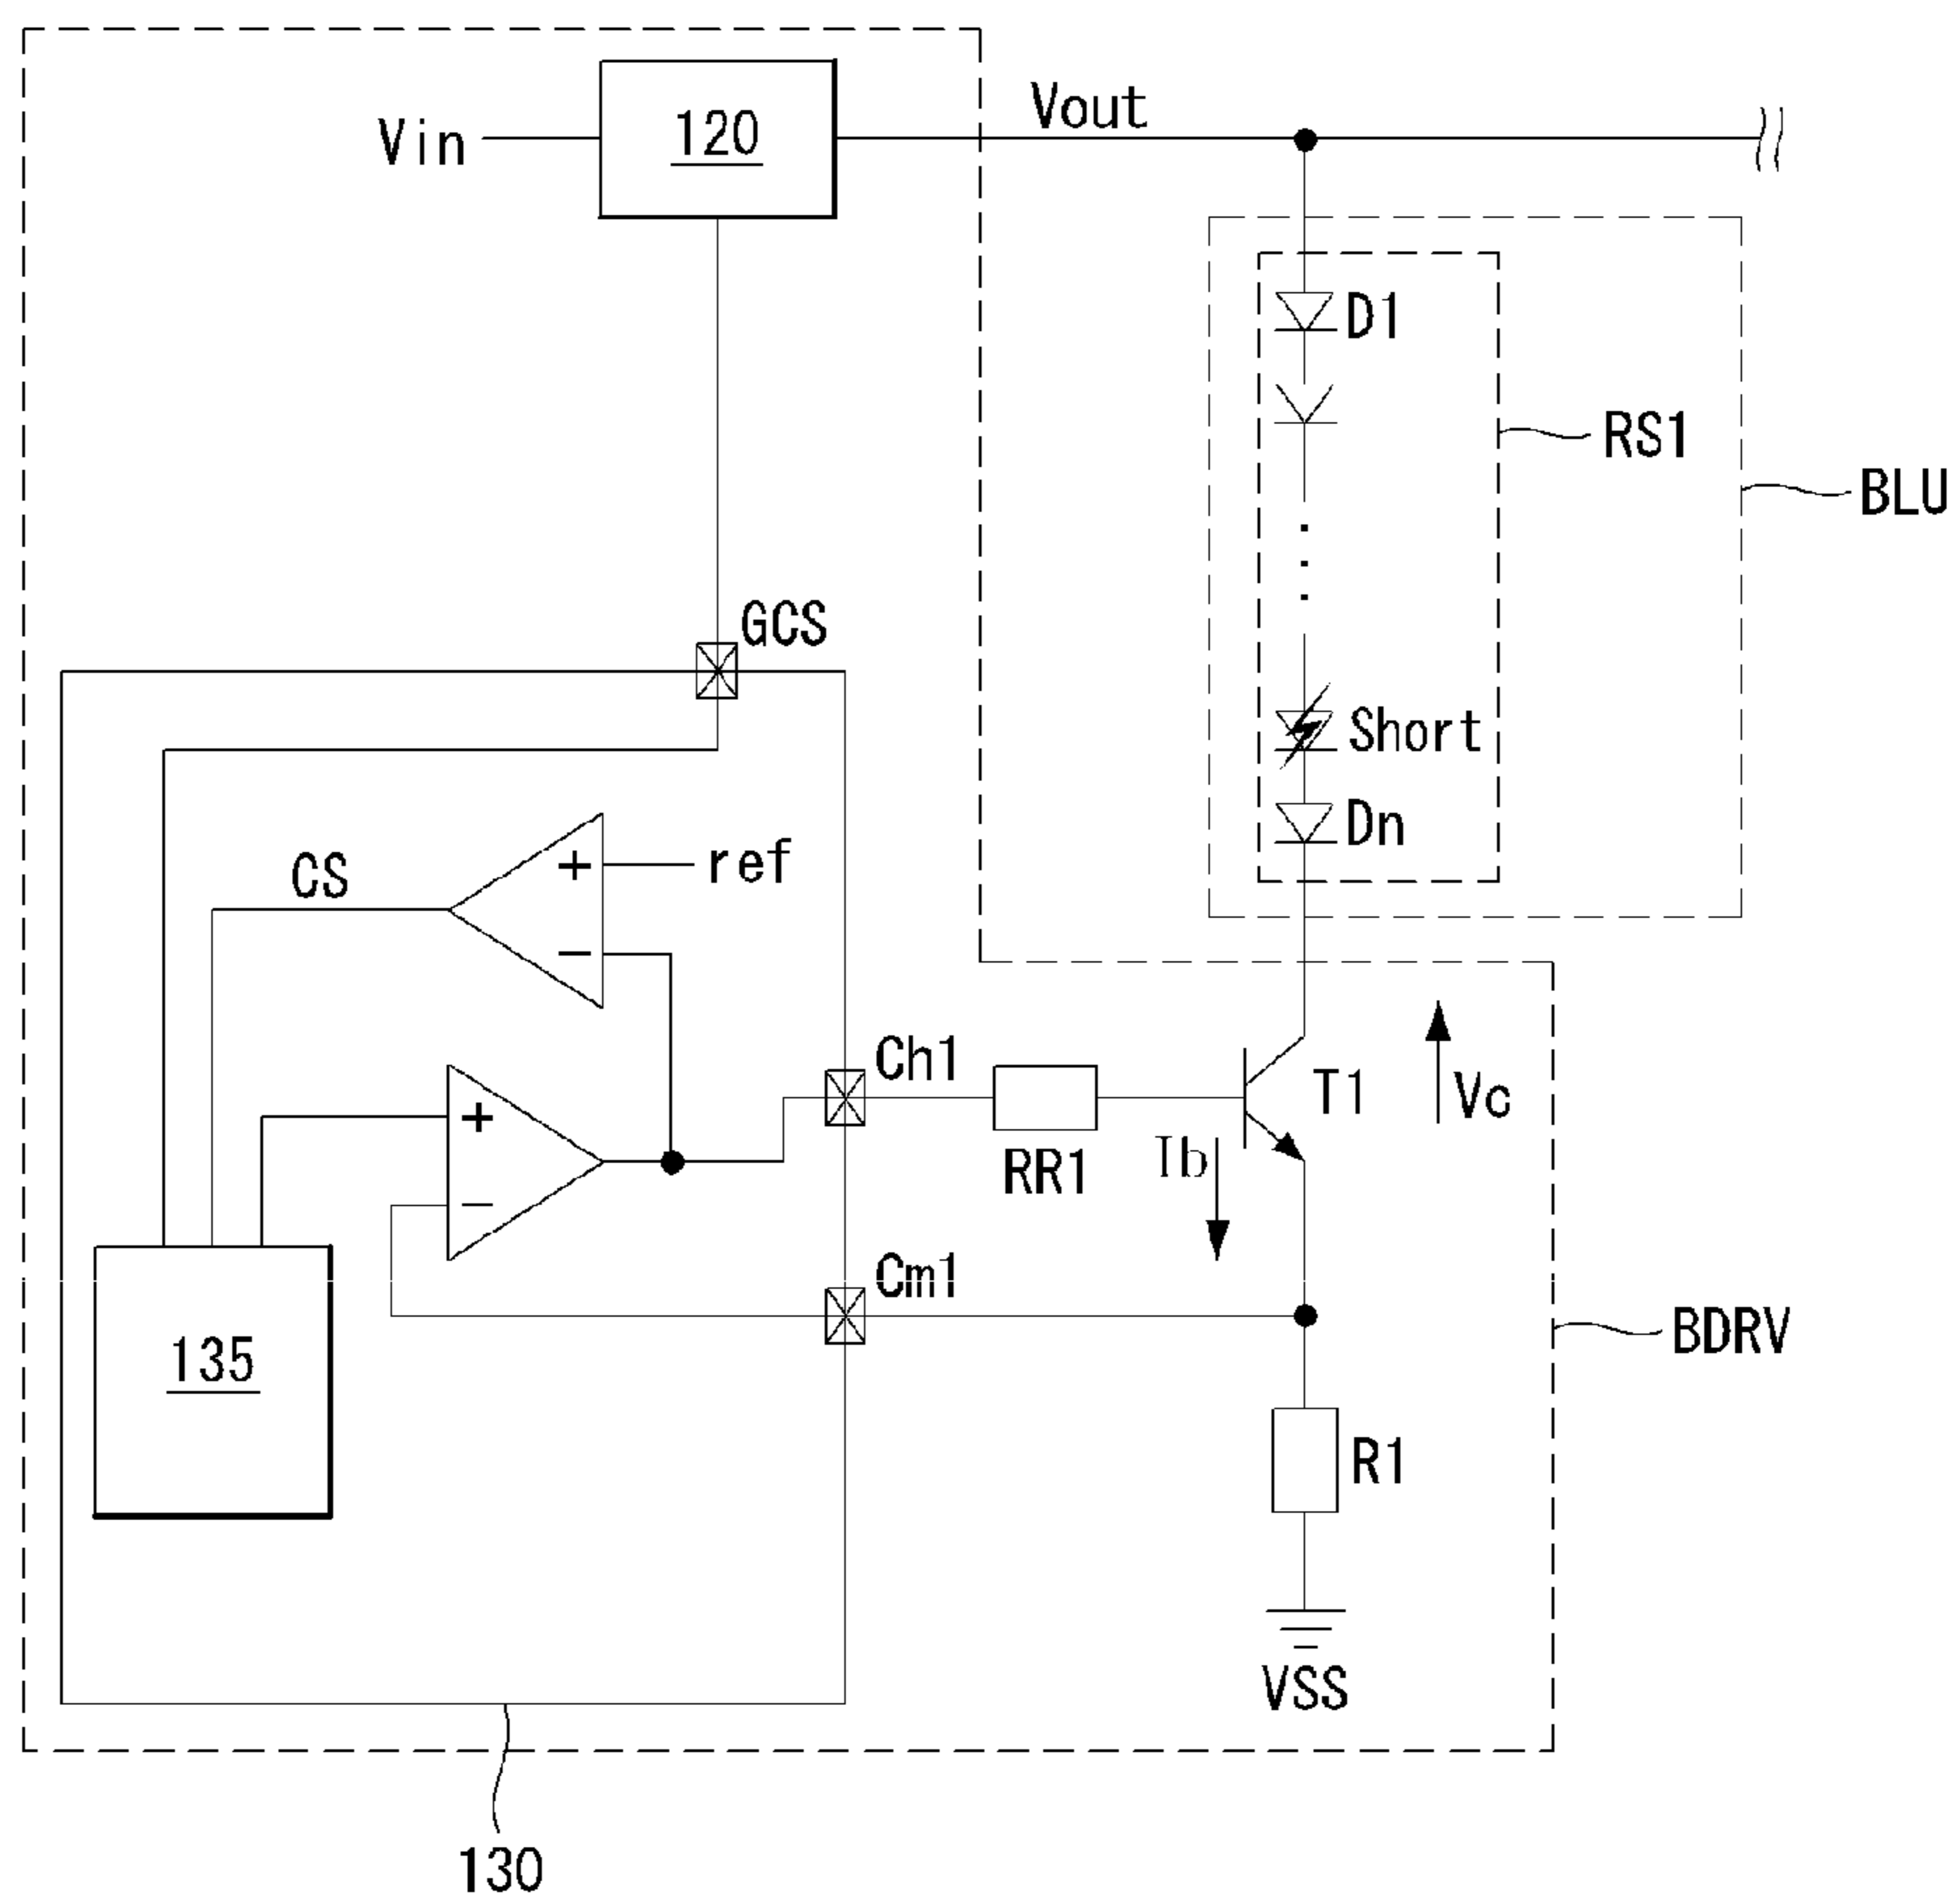 Vin
120
Vout
D1
RS1
BLU
GCS
Short
Dn
CS
+
ref
−
Ch1
T1
Vc
+
RR1
Ib
−
Cm1
135
BDRV
R1
VSS
130